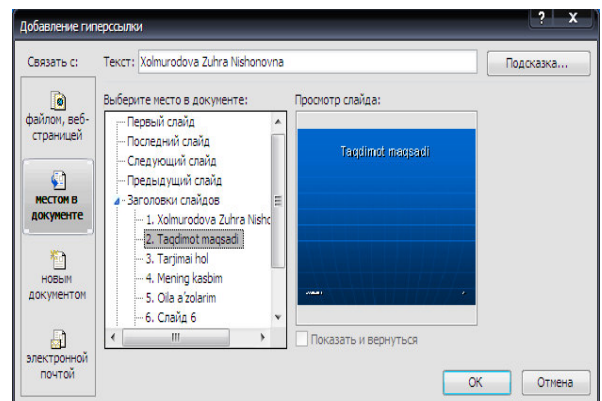 Добавление гиперссылки
? X
Связать с:
Текст: Xolmurodova Zuhra Nishonovna
Подсказка...
файлом, веб-
страницей
местом в
документе
новым
документом
электронной
почтой
Выберите место в документе:
Первый слайд
Последний слайд
Следующий слайд
Предыдущий слайд
Заголовки слайдов
1. Xolmurodova Zuhra Nisho
2. Taqdimot maqsadi
3. Tarjimai hol
4. Mening kasbim
5. Oila a'zolarim
6. Слайд 6
Просмотр слайда:
Taqdimot maqsadi
Показать и вернуться
ОК
Отмена